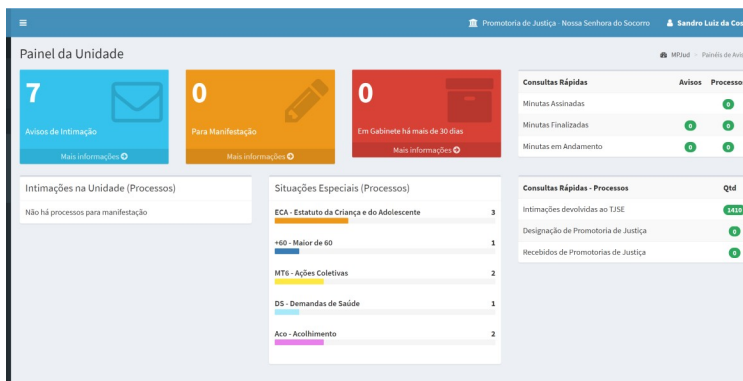 Promotoria de Justiça - Nossa Senhora do Socorro Sandro Luiz da Cos
Painel da Unidade
MPJud > Painéis de Avis
7
Avisos de Intimação
Mais informações
0
Para Manifestação
Mais informações
0
Em Gabinete há mais de 30 dias
Mais informações
Consultas Rápidas Avisos Processo
Minutas Assinadas 0
Minutas Finalizadas 0 0
Minutas em Andamento 0 0
Intimações na Unidade (Processos)
Não há processos para manifestação
Situações Especiais (Processos)
ECA - Estatuto da Criança e do Adolescente 3
+60 - Maior de 60 1
MT6 - Ações Coletivas 2
DS - Demandas de Saúde 1
Aco - Acolhimento 2
Consultas Rápidas - Processos Qtd
Intimações devolvidas ao TJSE 1410
Designação de Promotoria de Justiça 0
Recebidos de Promotorias de Justiça 0